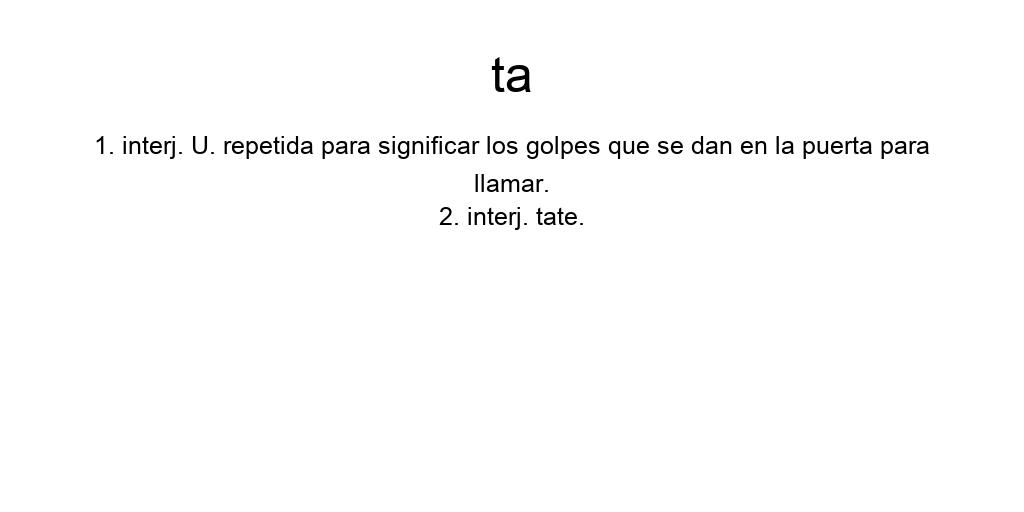 ta
1. interj. U. repetida para significar los golpes que se dan en la puerta para
llamar.
2. interj. tate.